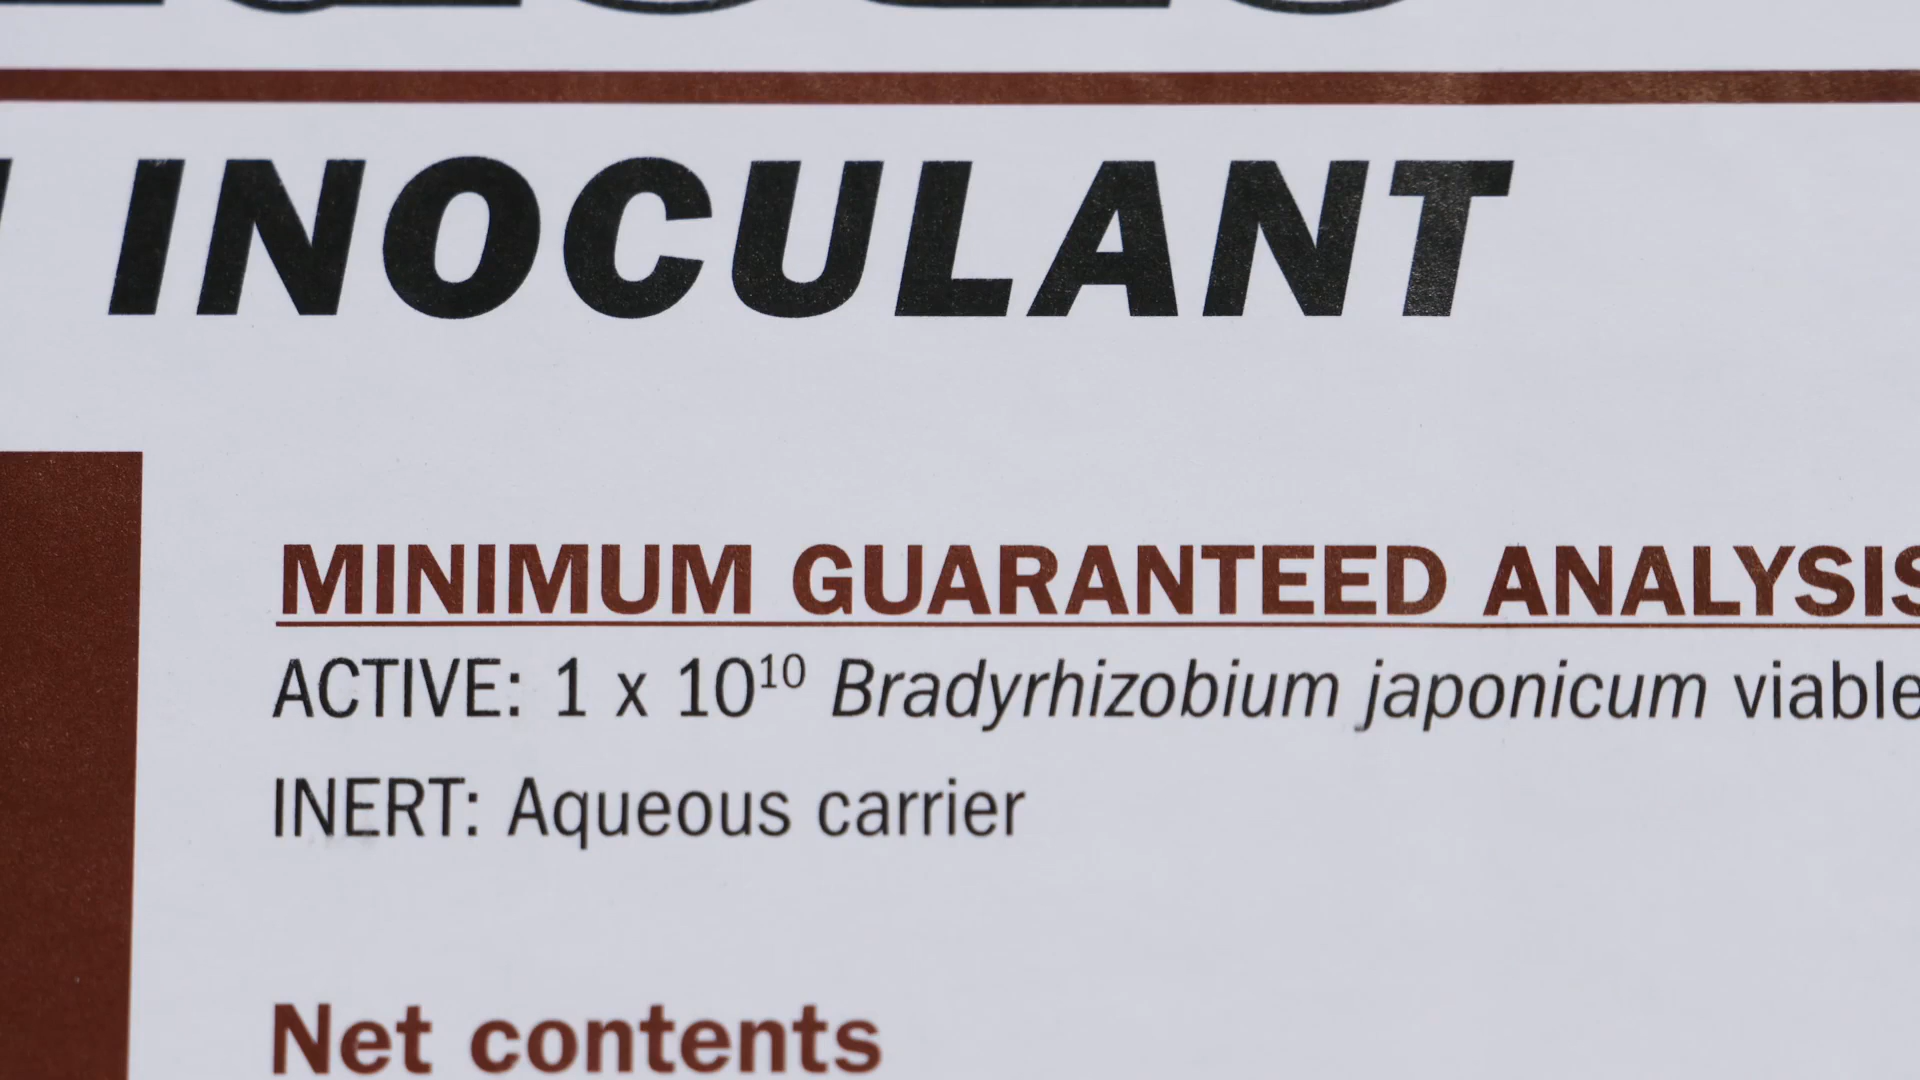 INOCULANT
MINIMUM GUARANTEED ANALYSIS
ACTIVE: 1 x 10¹⁰ Bradyrhizobium japonicum viable
INERT: Aqueous carrier
Net contents